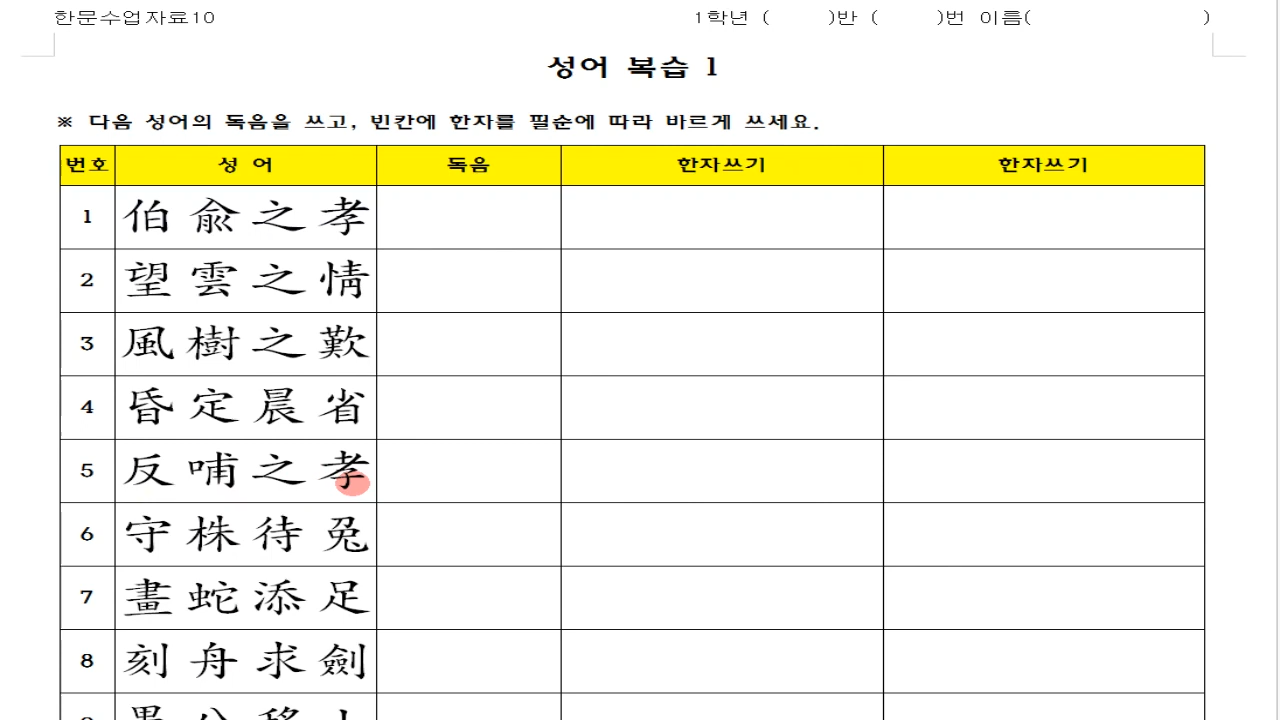 한문수업자료10 1학년 ( )반 ( )번 이름( )
성어 복습 1
※ 다음 성어의 독음을 쓰고, 빈칸에 한자를 필순에 따라 바르게 쓰세요.
번호 성 어 독음 한자쓰기 한자쓰기
1 伯兪之孝
2 望雲之情
3 風樹之歎
4 昏定晨省
5 反哺之孝
6 守株待兎
7 畫蛇添足
8 刻舟求劍